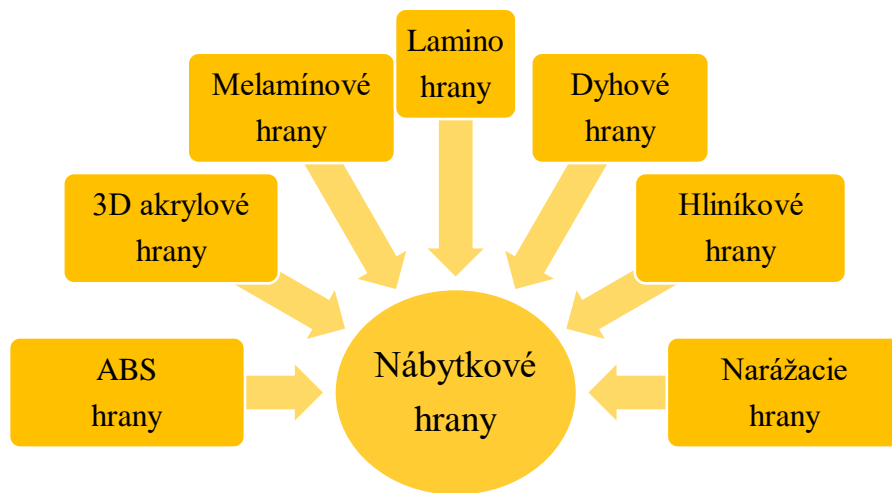 Lamino
hrany
Melamínové
hrany
Dyhové
hrany
3D akrylové
hrany
Hliníkové
hrany
ABS
hrany
Nábytkové
hrany
Narážacie
hrany